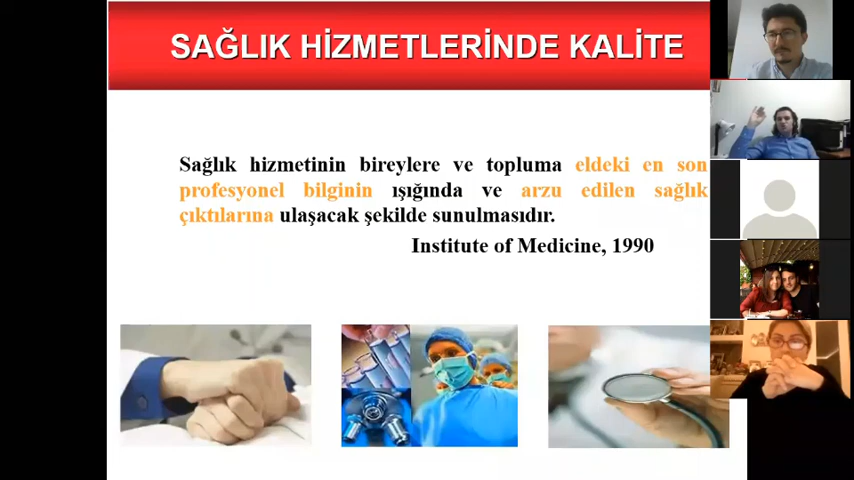 SAĞLIK HİZMETLERİNDE KALİTE
Sağlık hizmetinin bireylere ve topluma eldeki en son
profesyonel bilginin ışığında ve arzu edilen sağlık
çıktılarına ulaşacak şekilde sunulmasıdır.
Institute of Medicine, 1990